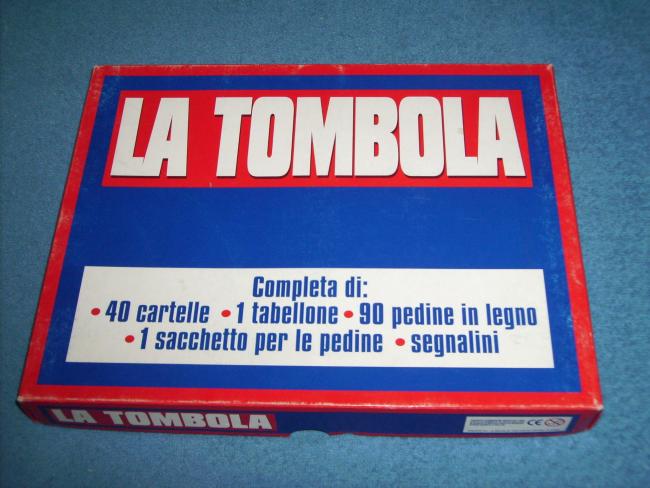 LA TOMBOLA
Completa di:
• 40 cartelle • 1 tabellone • 90 pedine in legno
• 1 sacchetto per le pedine • segnalini
LA TOMBOLA
CE